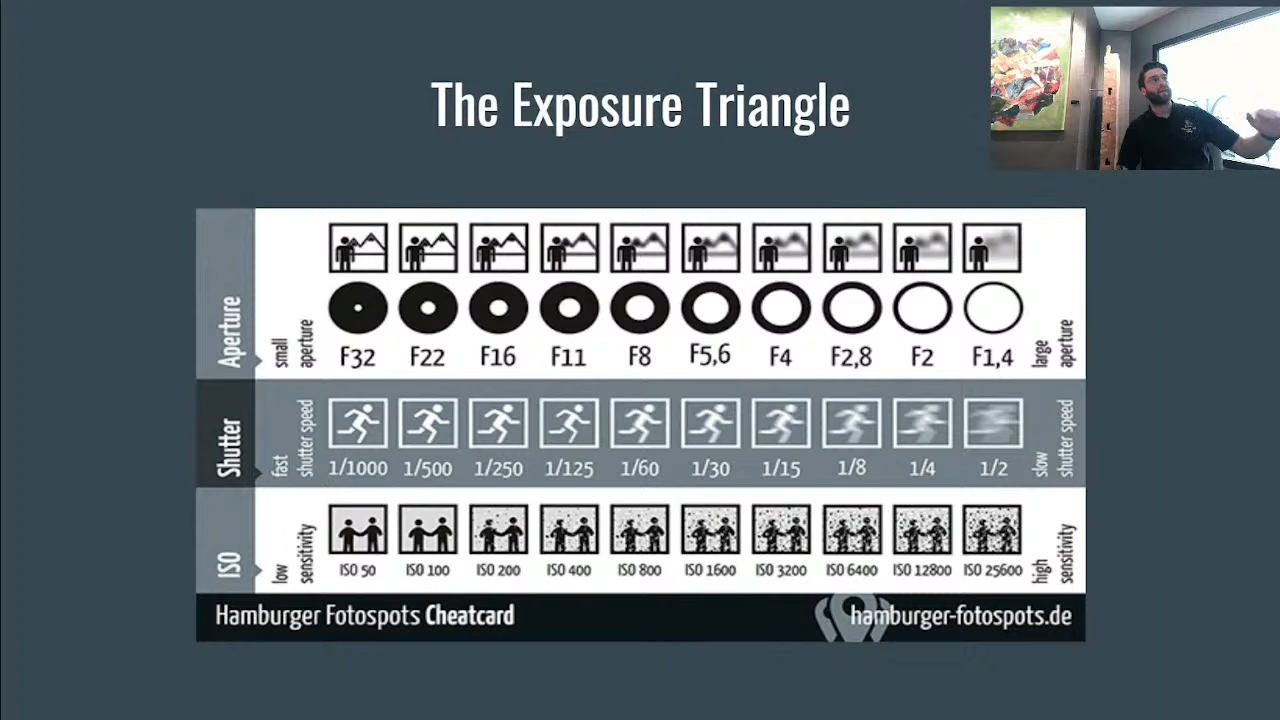 The Exposure Triangle
Aperture
small
aperture
F32 F22 F16 F11 F8 F5,6 F4 F2,8 F2 F1,4
large
aperture
Shutter
fast
shutter speed
1/1000 1/500 1/250 1/125 1/60 1/30 1/15 1/8 1/4 1/2
slow
shutter speed
ISO
low
sensitivity
ISO 50 ISO 100 ISO 200 ISO 400 ISO 800 ISO 1600 ISO 3200 ISO 6400 ISO 12800 ISO 25600
high
sensitivity
Hamburger Fotospots Cheatcard
hamburger-fotospots.de